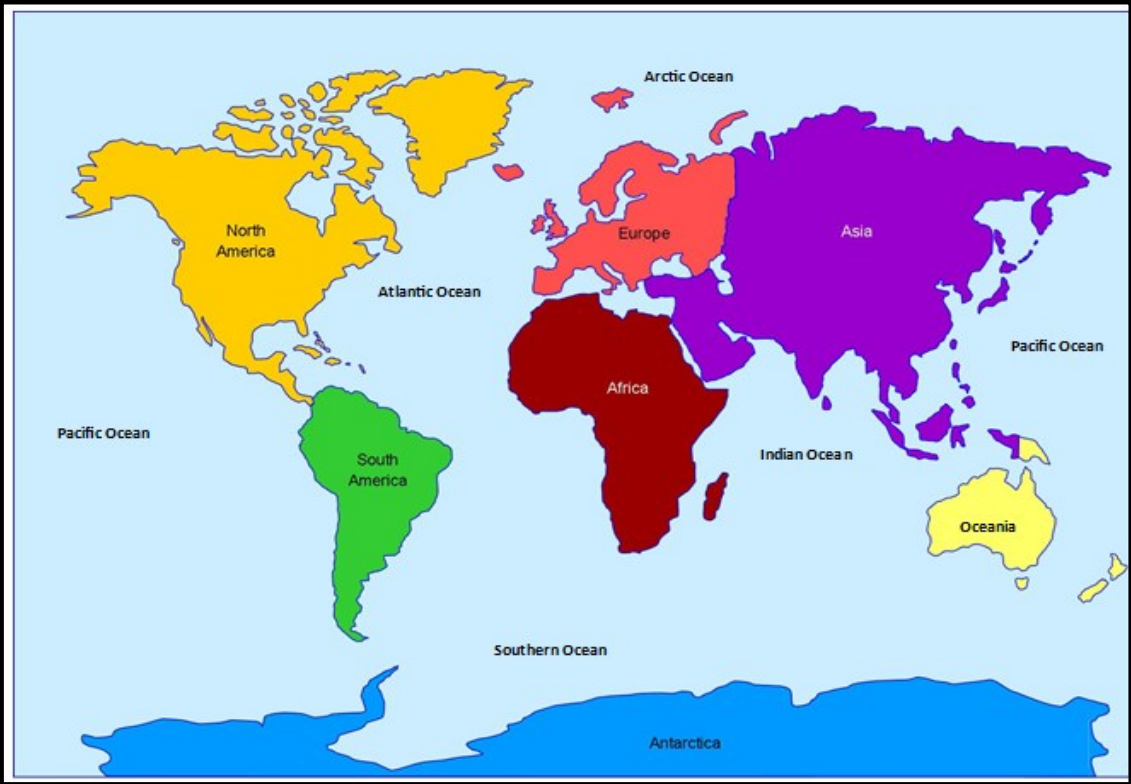 Arctic Ocean
North
America
Europe
Asia
Atlantic Ocean
Pacific Ocean
Africa
Pacific Ocean
Indian Ocean
South
America
Oceania
Southern Ocean
Antarctica